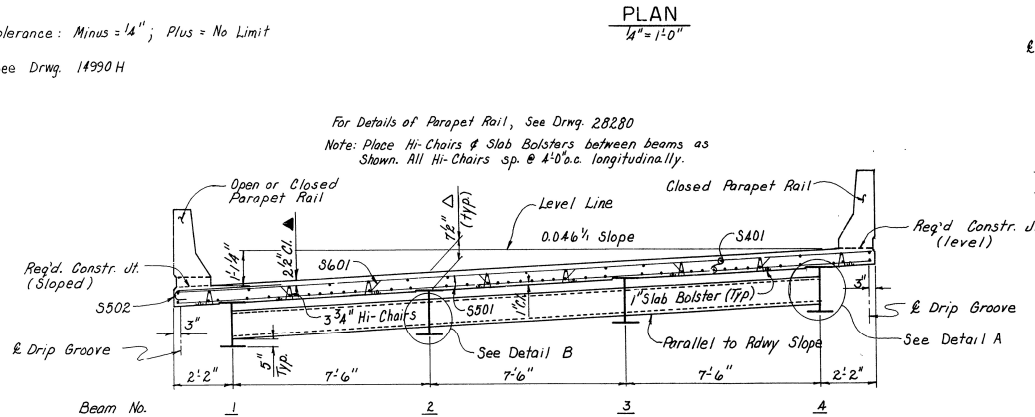 PLAN
1/4" = 1'-0"
olerance: Minus = 1/4"; Plus = No Limit
ee Drwg. 14990 H
℄
For Details of Parapet Rail, See Drwg. 28280
Note: Place Hi-Chairs & Slab Bolsters between beams as
Shown. All Hi-Chairs sp. @ 4'-0" o.c. longitudinally.
Open or Closed
Parapet Rail
▲
2 1/2" Cl.
7 1/2" △
(typ.)
Closed Parapet Rail
Level Line
0.046 1/1 Slope
S401
Req'd Constr. J
(level)
1'-1 1/4"
Req'd. Constr. Jt.
(Sloped)
S601
S502
3 3/4" Hi-Chairs
S501
1" Cl.
1" Slab Bolster (Typ)
3"
3"
℄ Drip Groove
℄ Drip Groove
5"
Typ.
See Detail B
Parallel to Rdwy Slope
See Detail A
2'-2"
7'-6"
7'-6"
7'-6"
2'-2"
Beam No.
1
2
3
4